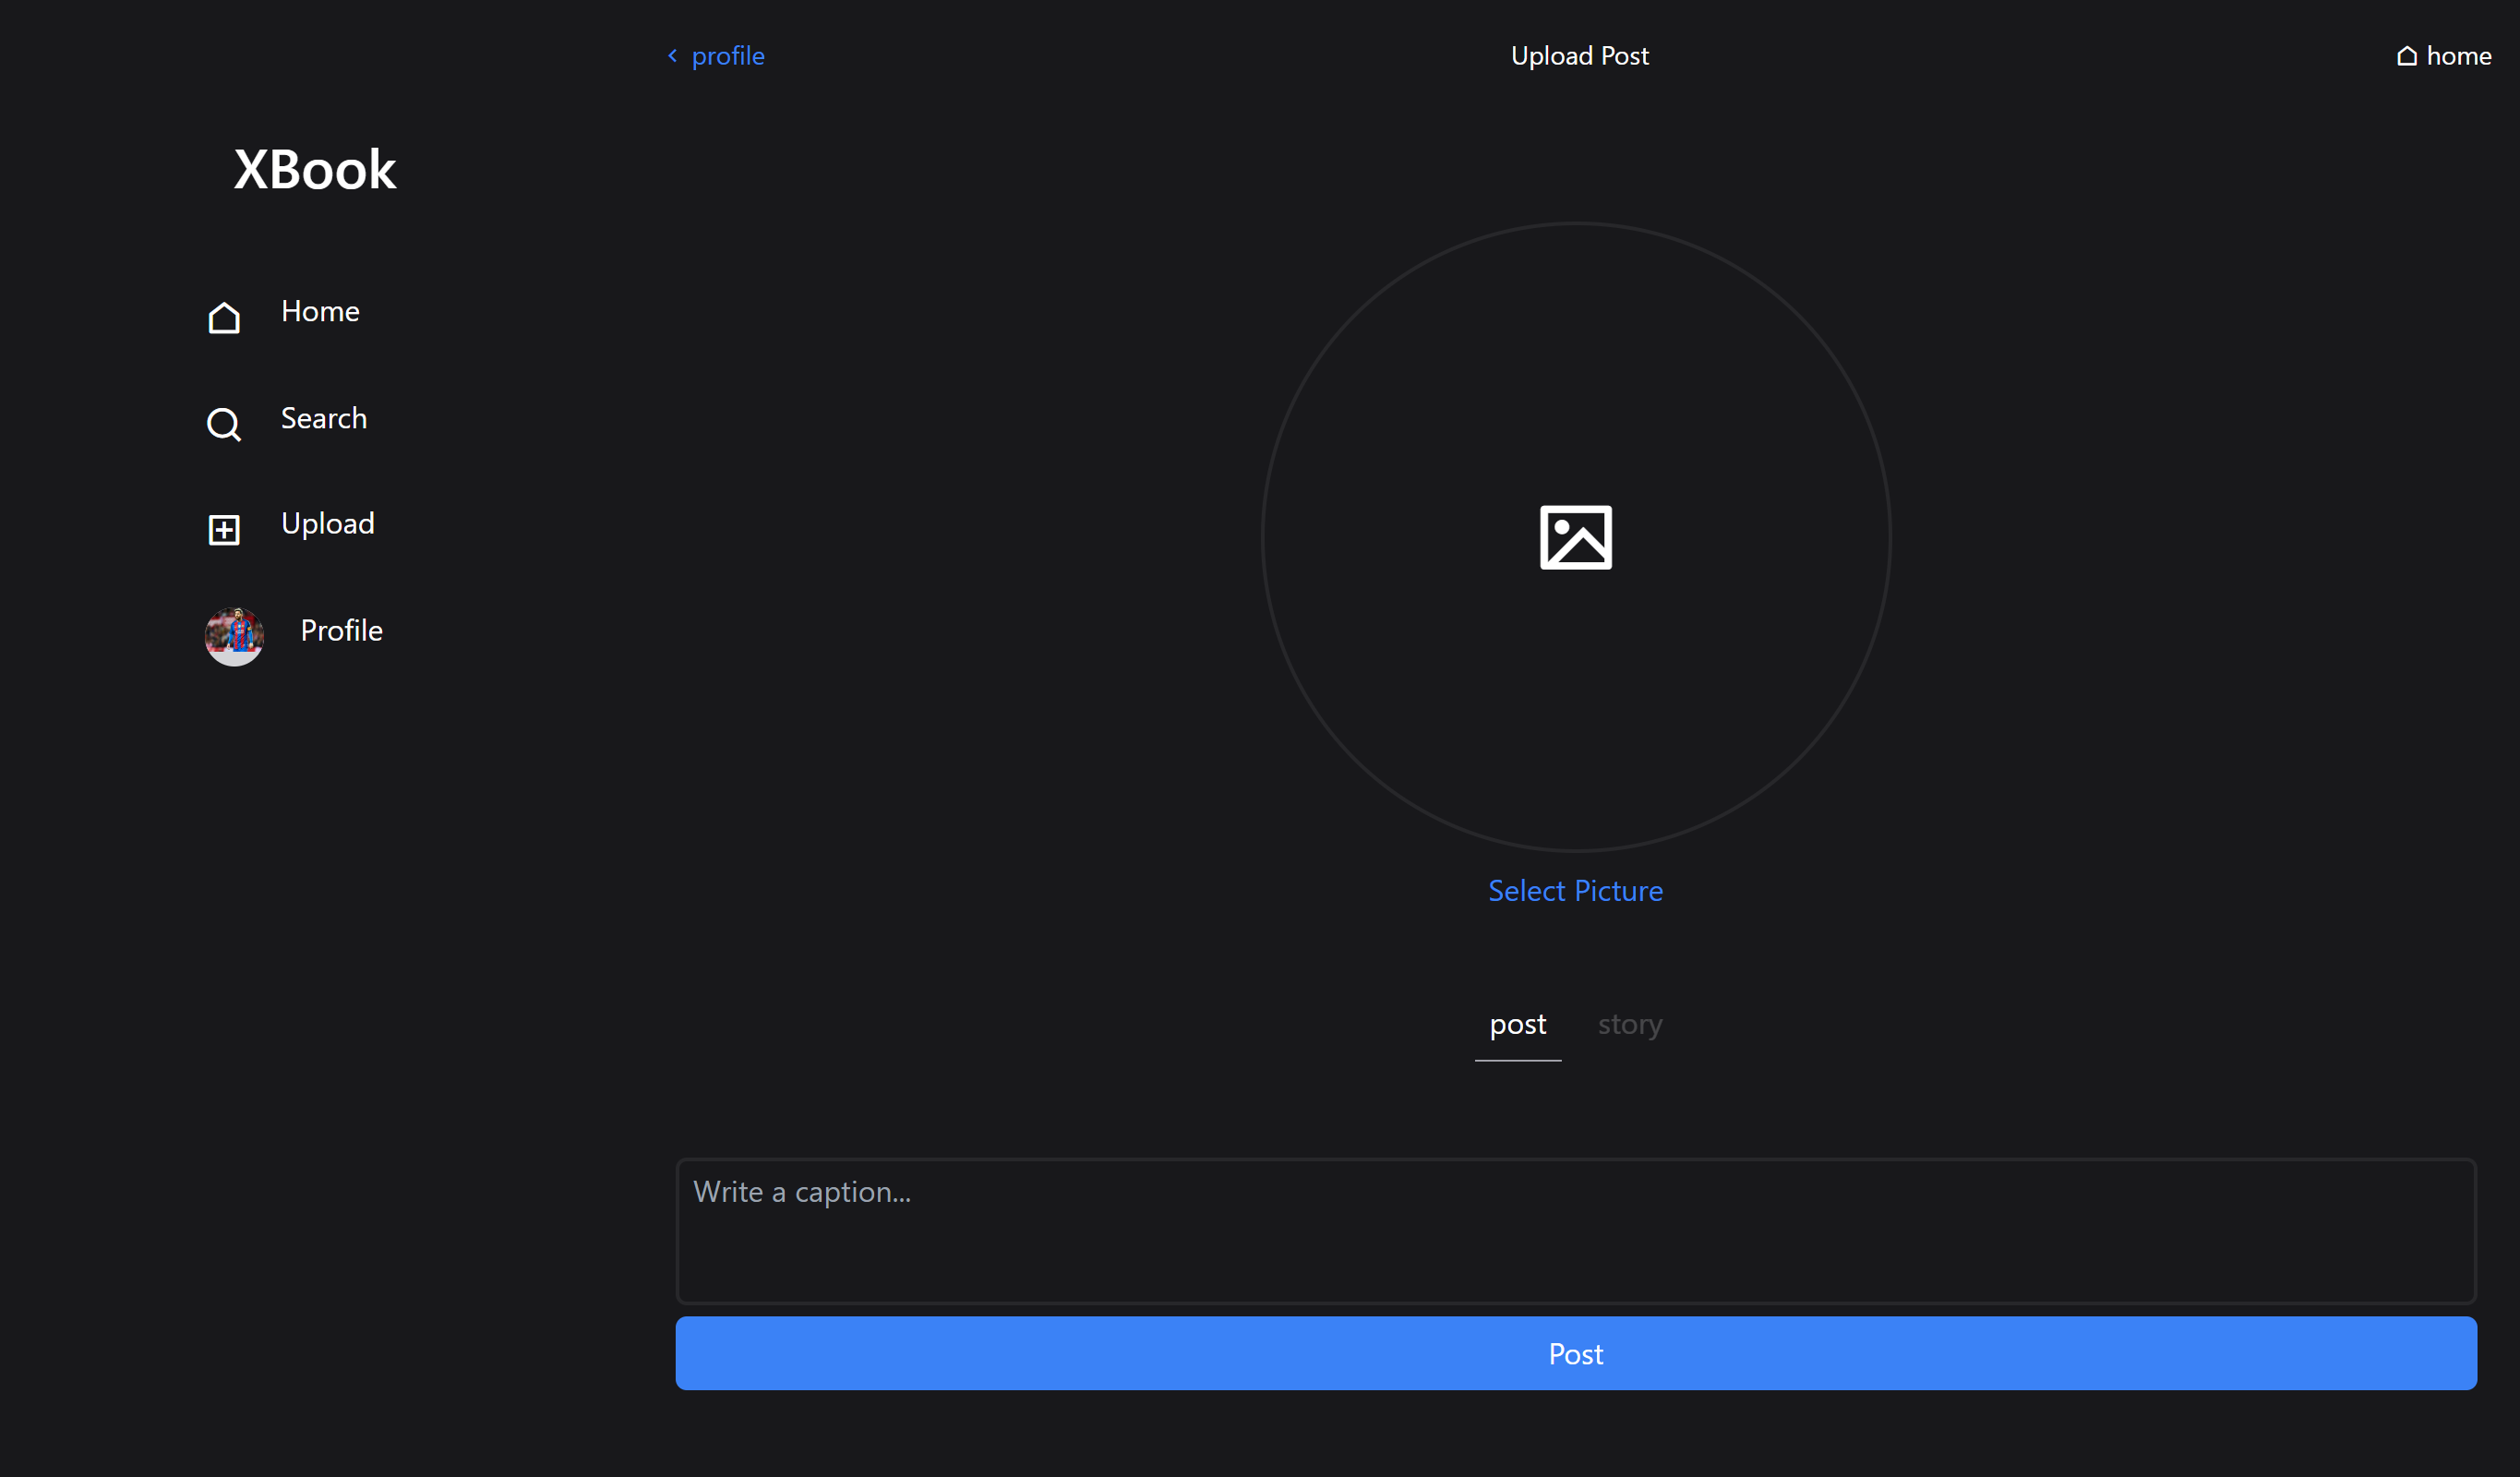 profile
Upload Post
home
XBook
Home
Search
Upload
Profile
Select Picture
post
story
Write a caption...
Post